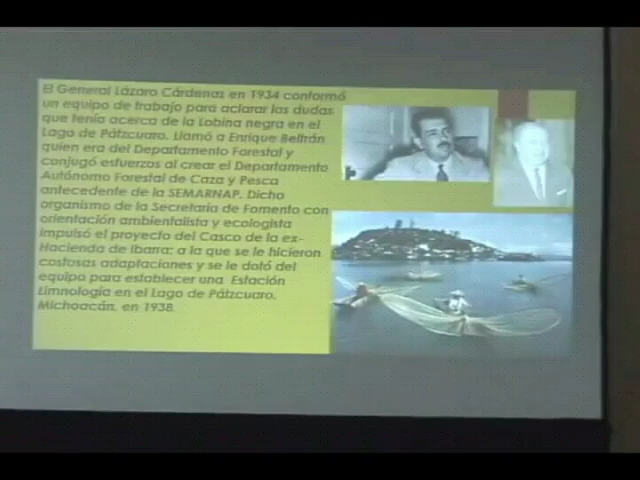 El General Lázaro Cárdenas en 1934 conformó
un equipo de trabajo para aclarar las dudas
que tenía acerca de la Lobina negra en el
Lago de Pátzcuaro. Llamó a Enrique Beltrán
quien era del Departamento Forestal y
conjugó esfuerzos al crear el Departamento
Autónomo Forestal de Caza y Pesca
antecedente de la SEMARNAP. Dicho
organismo de la Secretaría de Fomento con
orientación ambientalista y ecologista
impulsó el proyecto del Casco de la ex-
Hacienda de Ibarra; a la que se le hicieron
costosas adaptaciones y se le dotó del
equipo para establecer una Estación
Limnología en el Lago de Pátzcuaro,
Michoacán, en 1938.